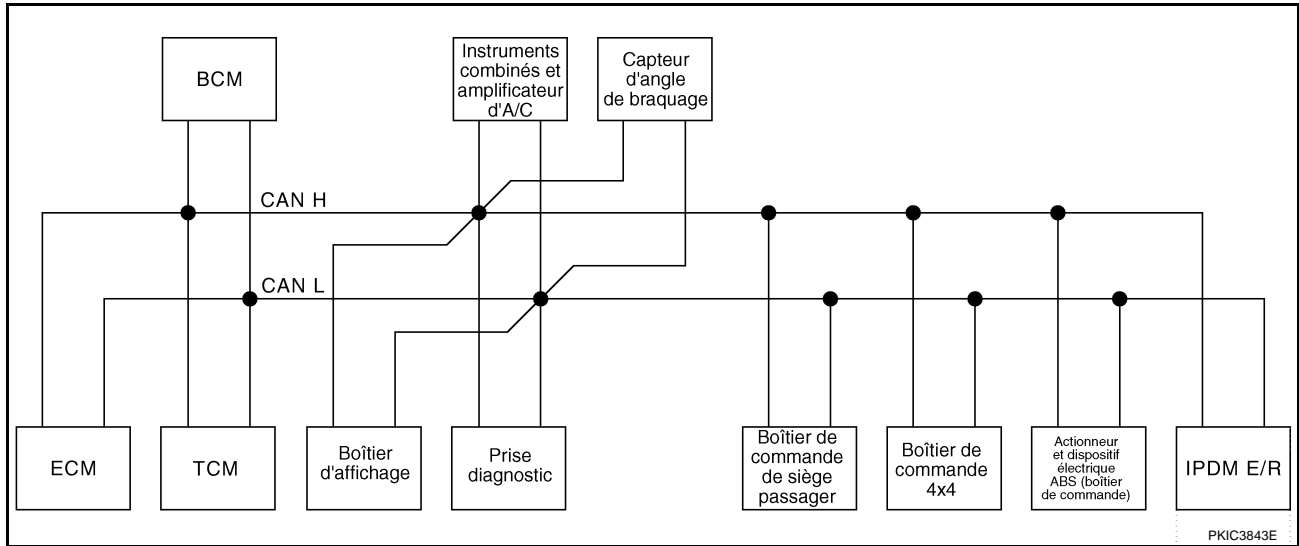 BCM
Instruments
combinés et
amplificateur
d'A/C
Capteur
d'angle
de braquage
CAN H
CAN L
ECM
TCM
Boîtier
d'affichage
Prise
diagnostic
Boîtier de
commande
de siège
passager
Boîtier de
commande
4x4
Actionneur
et dispositif
électrique
ABS (boîtier
de commande)
IPDM E/R
PKIC3843E